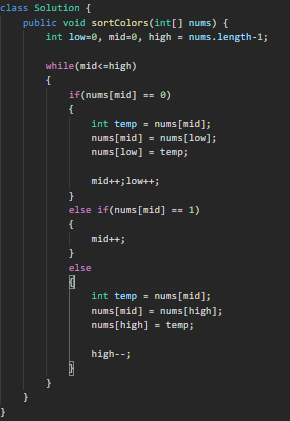 class Solution {
    public void sortColors(int[] nums) {
        int low=0, mid=0, high = nums.length-1;

        while(mid<=high)
        {
            if(nums[mid] == 0)
            {
                int temp = nums[mid];
                nums[mid] = nums[low];
                nums[low] = temp;

                mid++;low++;
            }
            else if(nums[mid] == 1)
            {
                mid++;
            }
            else
            {
                int temp = nums[mid];
                nums[mid] = nums[high];
                nums[high] = temp;

                high--;
            }
        }
    }
}